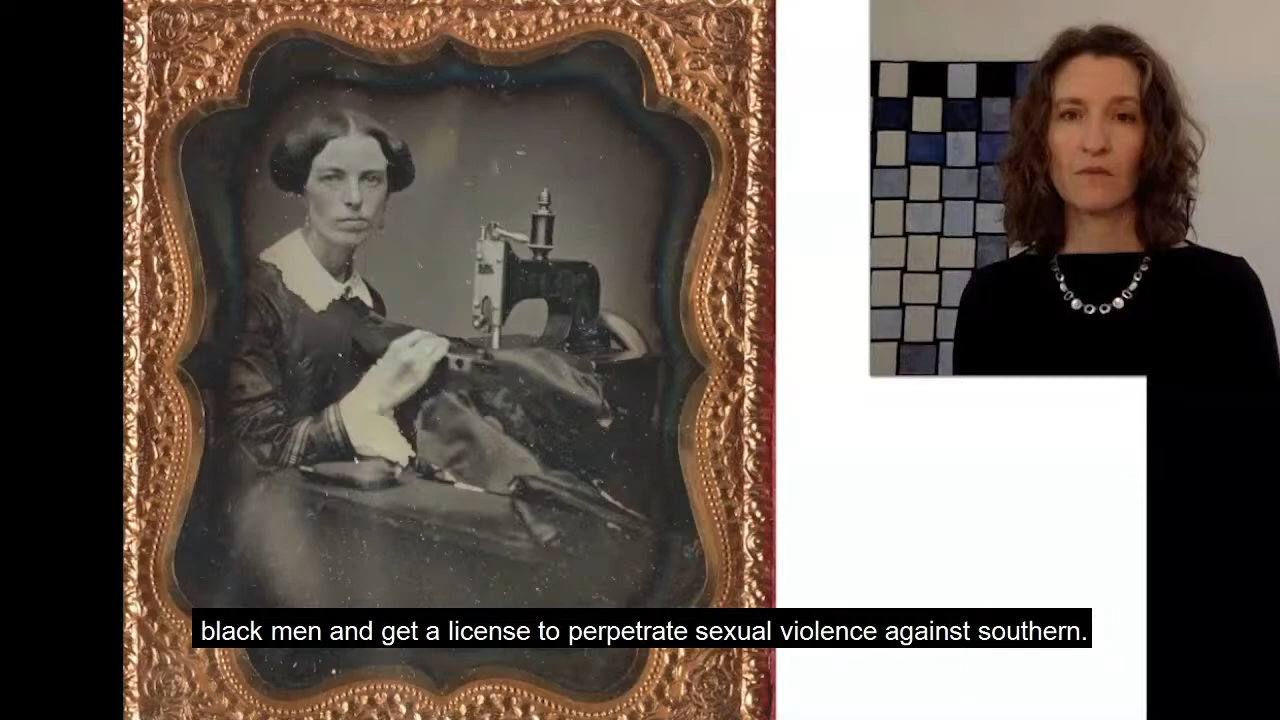 black men and get a license to perpetrate sexual violence against southern.